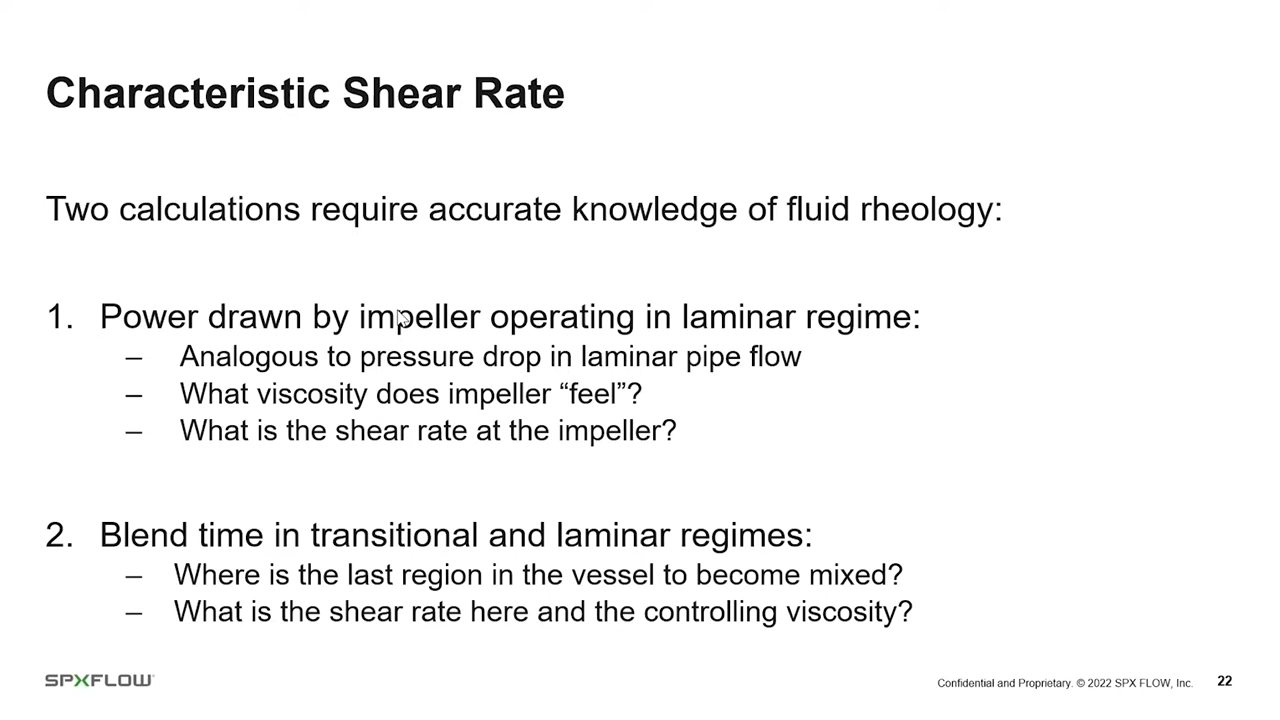 Characteristic Shear Rate
Two calculations require accurate knowledge of fluid rheology:
1. Power drawn by impeller operating in laminar regime:
– Analogous to pressure drop in laminar pipe flow
– What viscosity does impeller “feel”?
– What is the shear rate at the impeller?
2. Blend time in transitional and laminar regimes:
– Where is the last region in the vessel to become mixed?
– What is the shear rate here and the controlling viscosity?
SPXFLOW
Confidential and Proprietary. © 2022 SPX FLOW, Inc. 22